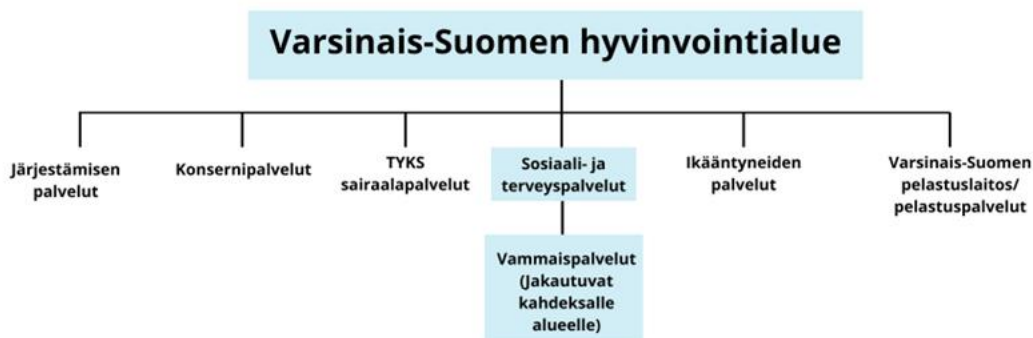 Varsinais-Suomen hyvinvointialue
Järjestämisen
palvelut
Konsernipalvelut
TYKS
sairaalapalvelut
Sosiaali- ja
terveyspalvelut
Ikääntyneiden
palvelut
Varsinais-Suomen
pelastuslaitos/
pelastuspalvelut
Vammaispalvelut
(Jakautuvat
kahdeksalle
alueelle)